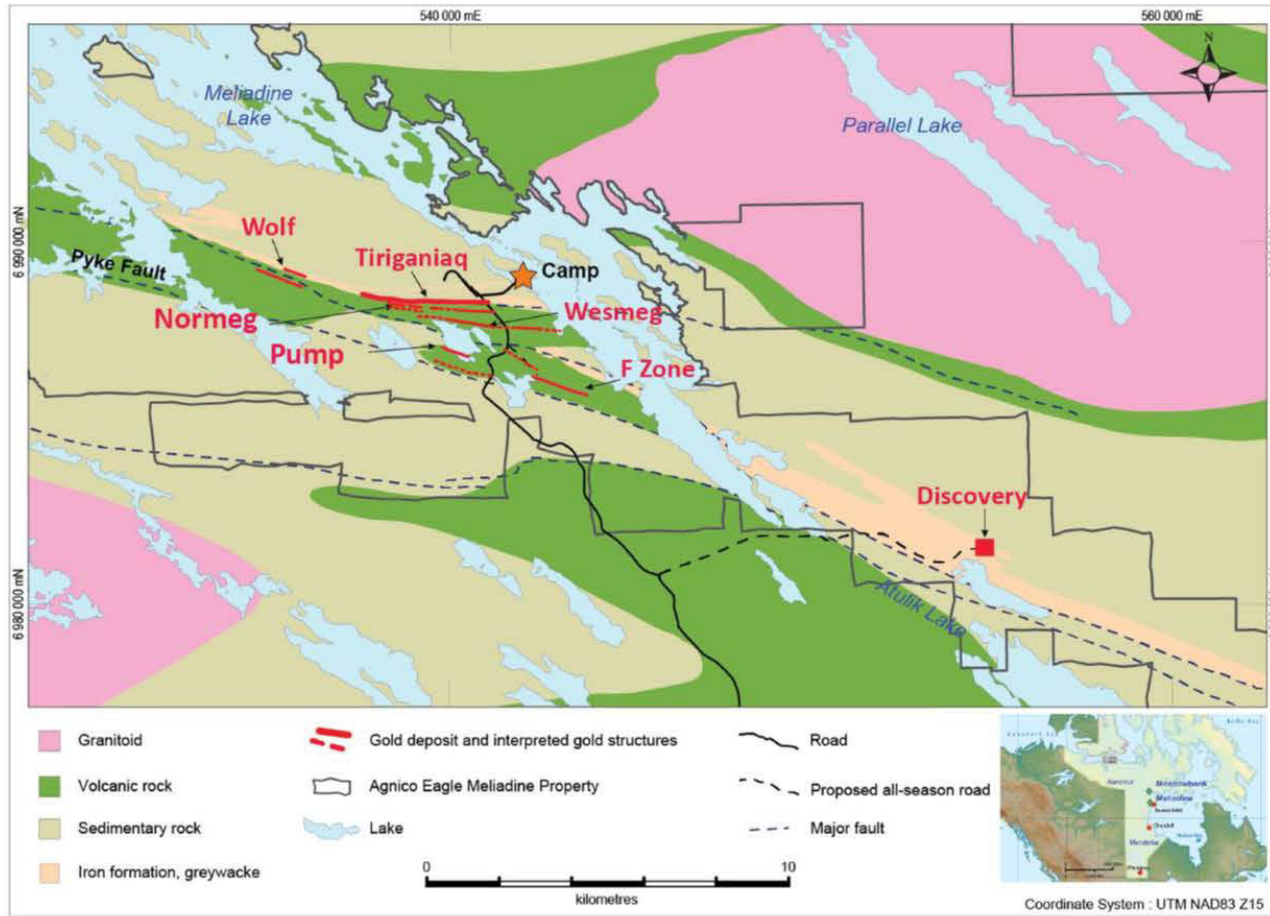 540 000 mE
560 000 mE
N
Meliadine
Lake
Parallel Lake
6 990 000 mN
Wolf
Pyke Fault
Tiriganiaq
Camp
Normeg
Wesmeg
Pump
F Zone
Discovery
6 980 000 mN
Atulik Lake
Granitoid
Gold deposit and interpreted gold structures
Road
Volcanic rock
Agnico Eagle Meliadine Property
Proposed all-season road
Sedimentary rock
Lake
Major fault
Iron formation, greywacke
0
10
kilometres
Meadowbank
Meliadine
Coordinate System : UTM NAD83 Z15